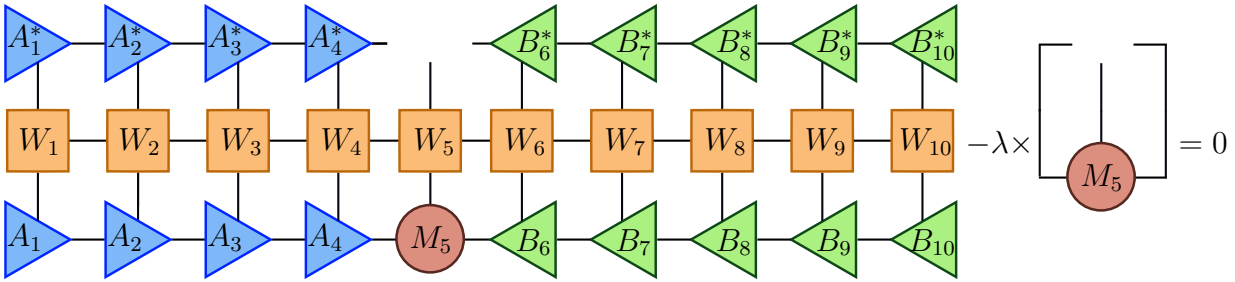 A₁* A₂* A₃* A₄* B₆* B₇* B₈* B₉* B₁₀*
W₁ W₂ W₃ W₄ W₅ W₆ W₇ W₈ W₉ W₁₀ −λ× = 0
A₁ A₂ A₃ A₄ M₅ B₆ B₇ B₈ B₉ B₁₀ M₅